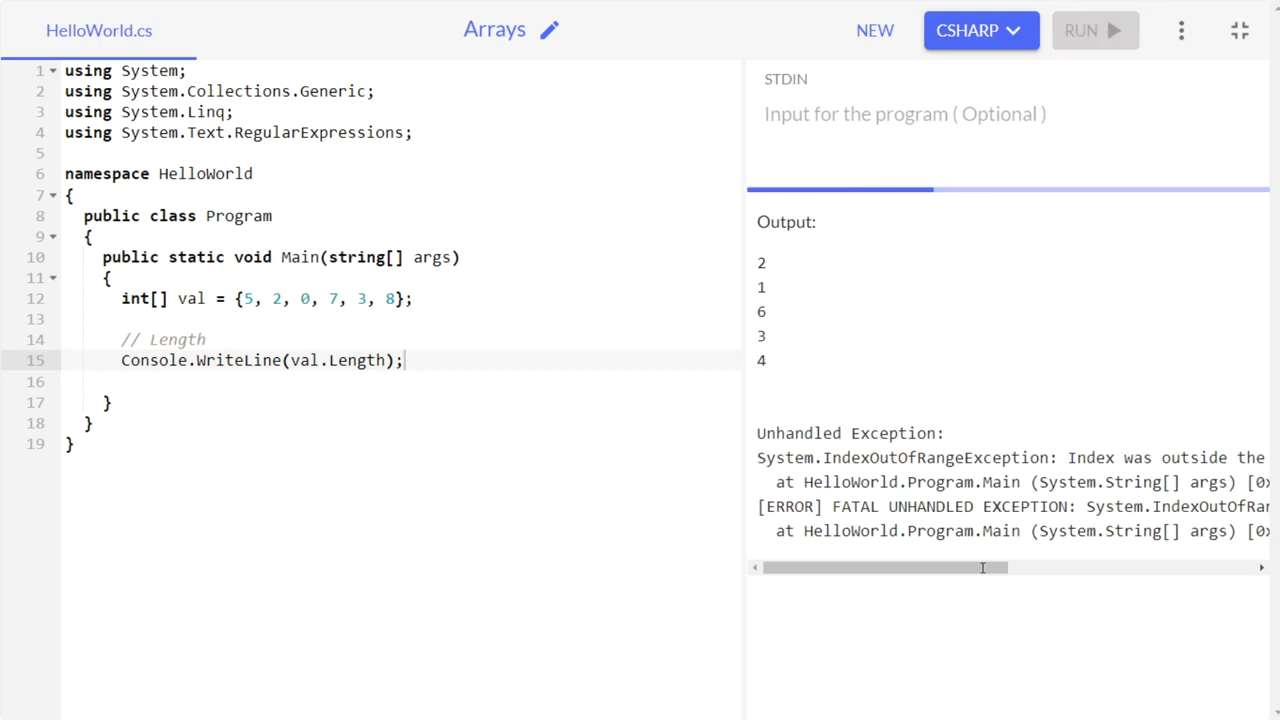 HelloWorld.cs
Arrays
NEW
CSHARP
RUN
1 using System;
2 using System.Collections.Generic;
3 using System.Linq;
4 using System.Text.RegularExpressions;
5
6 namespace HelloWorld
7 {
8 public class Program
9 {
10 public static void Main(string[] args)
11 {
12 int[] val = {5, 2, 0, 7, 3, 8};
13
14 // Length
15 Console.WriteLine(val.Length);
16
17 }
18 }
19 }
STDIN
Input for the program ( Optional )
Output:
2
1
6
3
4
Unhandled Exception:
System.IndexOutOfRangeException: Index was outside the
at HelloWorld.Program.Main (System.String[] args) [0x
[ERROR] FATAL UNHANDLED EXCEPTION: System.IndexOutOfRan
at HelloWorld.Program.Main (System.String[] args) [0x